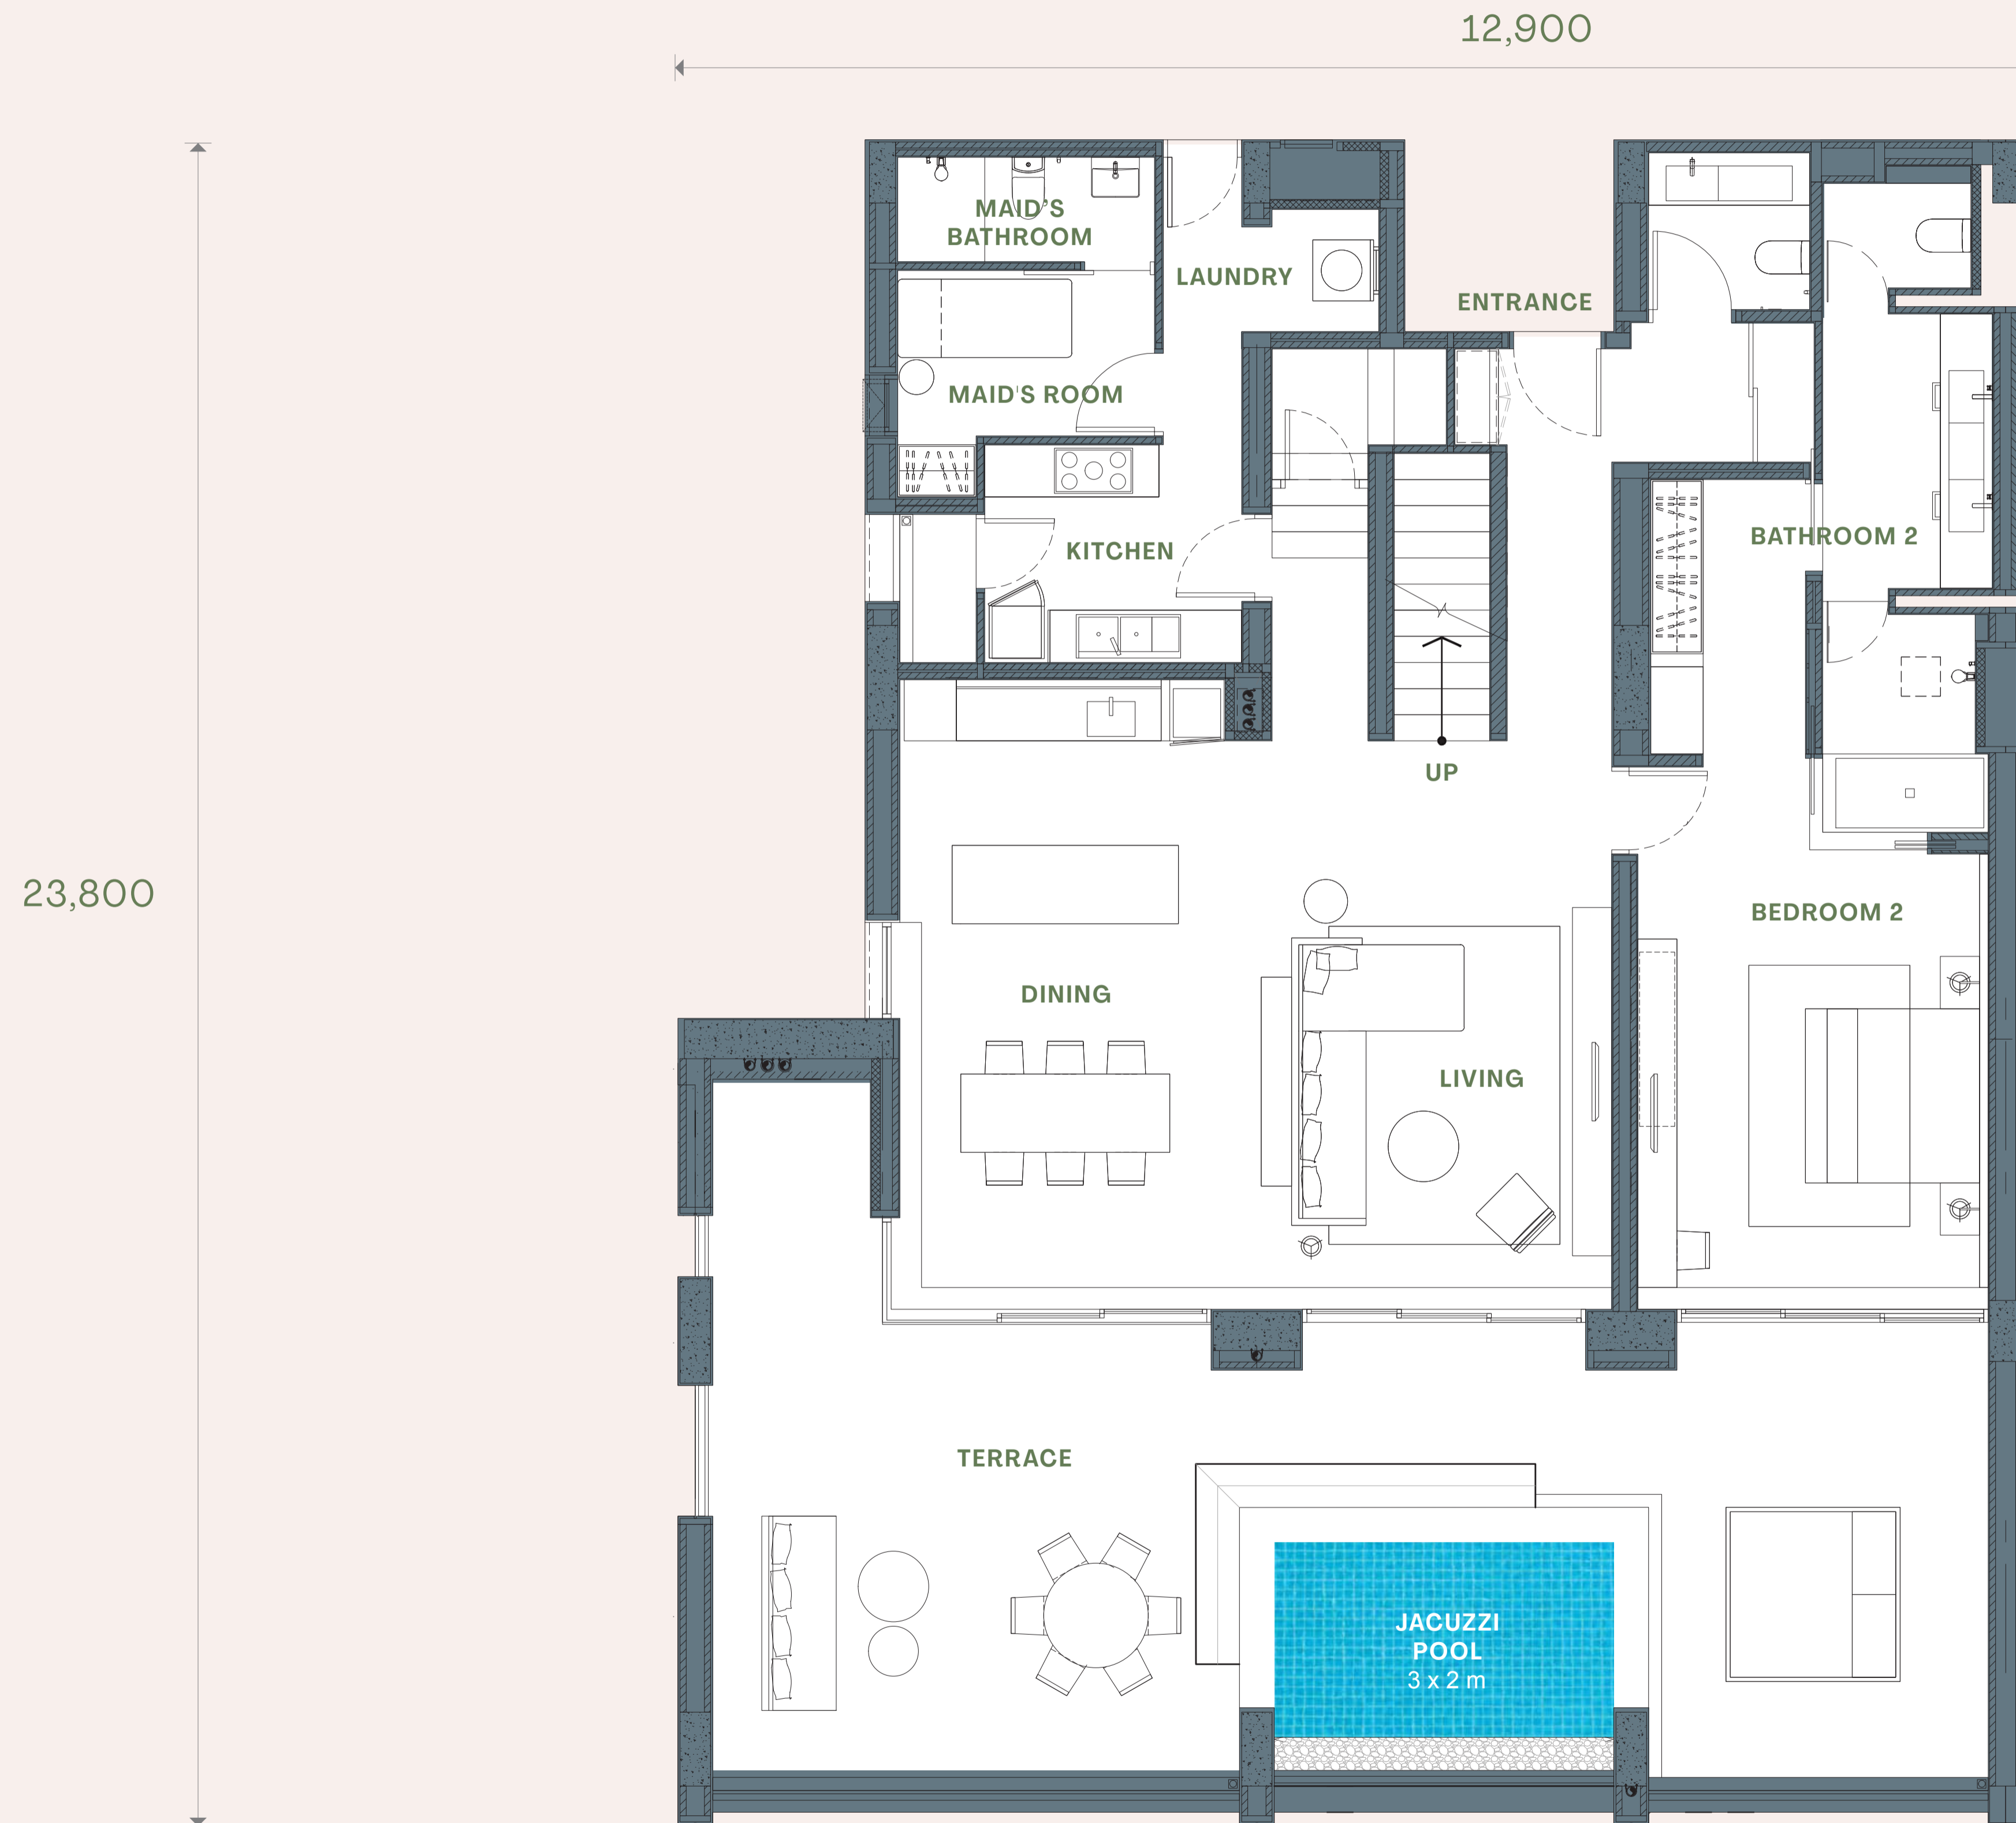 12,900
MAID'S
BATHROOM
LAUNDRY
ENTRANCE
MAID'S ROOM
KITCHEN
BATHROOM 2
UP
23,800
BEDROOM 2
DINING
LIVING
TERRACE
JACUZZI
POOL
3 x 2 m